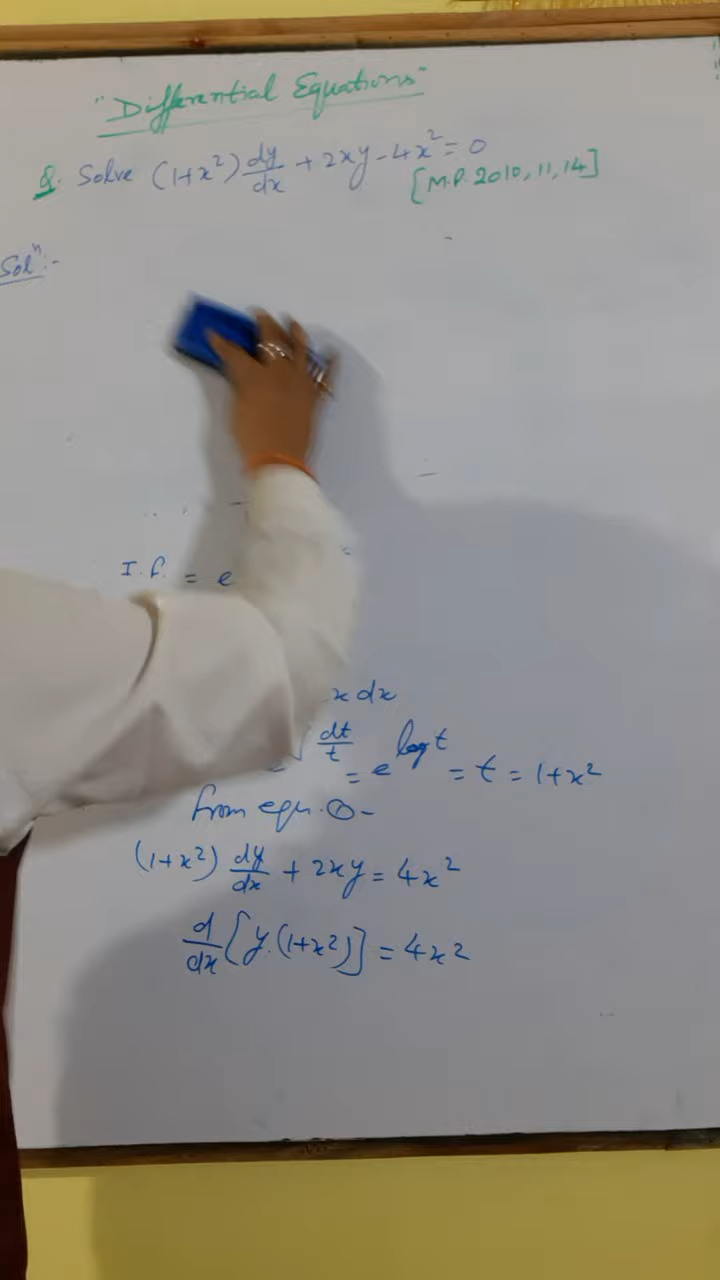 "Differential Equations"
Q. Solve (1+x²) dy/dx + 2xy - 4x² = 0
[M.P. 2010, 11, 14]
Solⁿ:-
I.f. = e
x dx
∫ dt/t = e^log t = t = 1+x²
from eqn. ① -
(1+x²) dy/dx + 2xy = 4x²
d/dx [y.(1+x²)] = 4x²